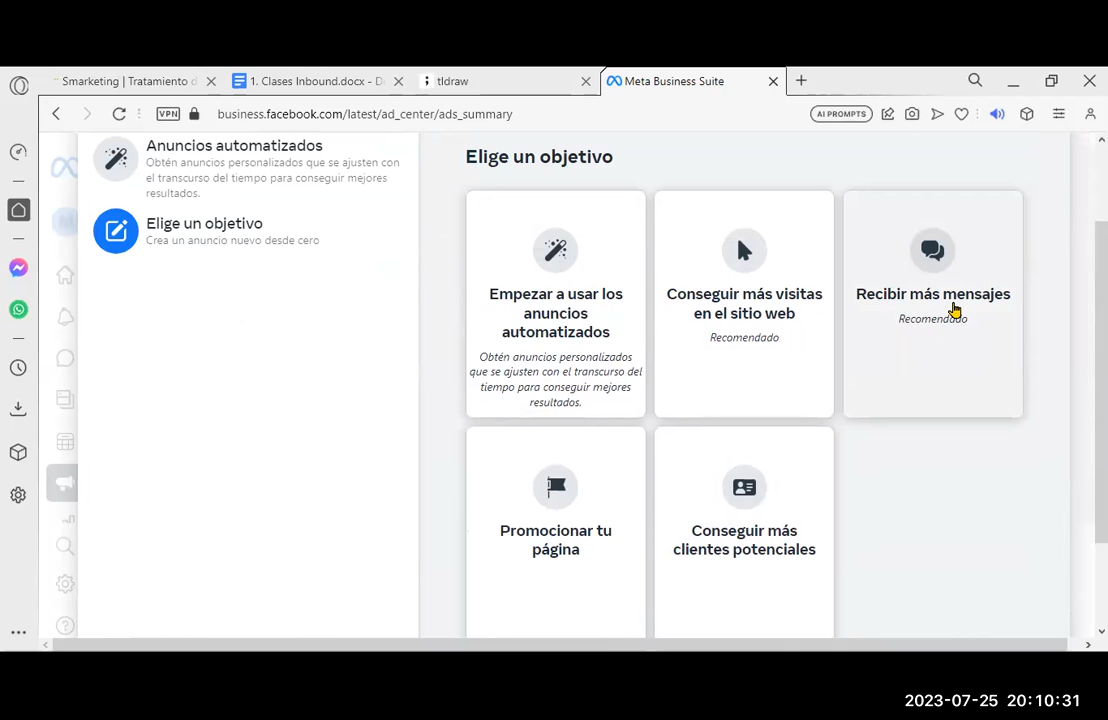 Smarketing | Tratamiento d
1. Clases Inbound.docx - D
tldraw
Meta Business Suite
VPN
business.facebook.com/latest/ad_center/ads_summary
AI PROMPTS
Anuncios automatizados
Obtén anuncios personalizados que se ajusten con
el transcurso del tiempo para conseguir mejores
resultados.
Elige un objetivo
Crea un anuncio nuevo desde cero
Elige un objetivo
Empezar a usar los
anuncios
automatizados
Obtén anuncios personalizados
que se ajusten con el transcurso del
tiempo para conseguir mejores
resultados.
Conseguir más visitas
en el sitio web
Recomendado
Recibir más mensajes
Recomendado
Promocionar tu
página
Conseguir más
clientes potenciales
2023-07-25 20:10:31